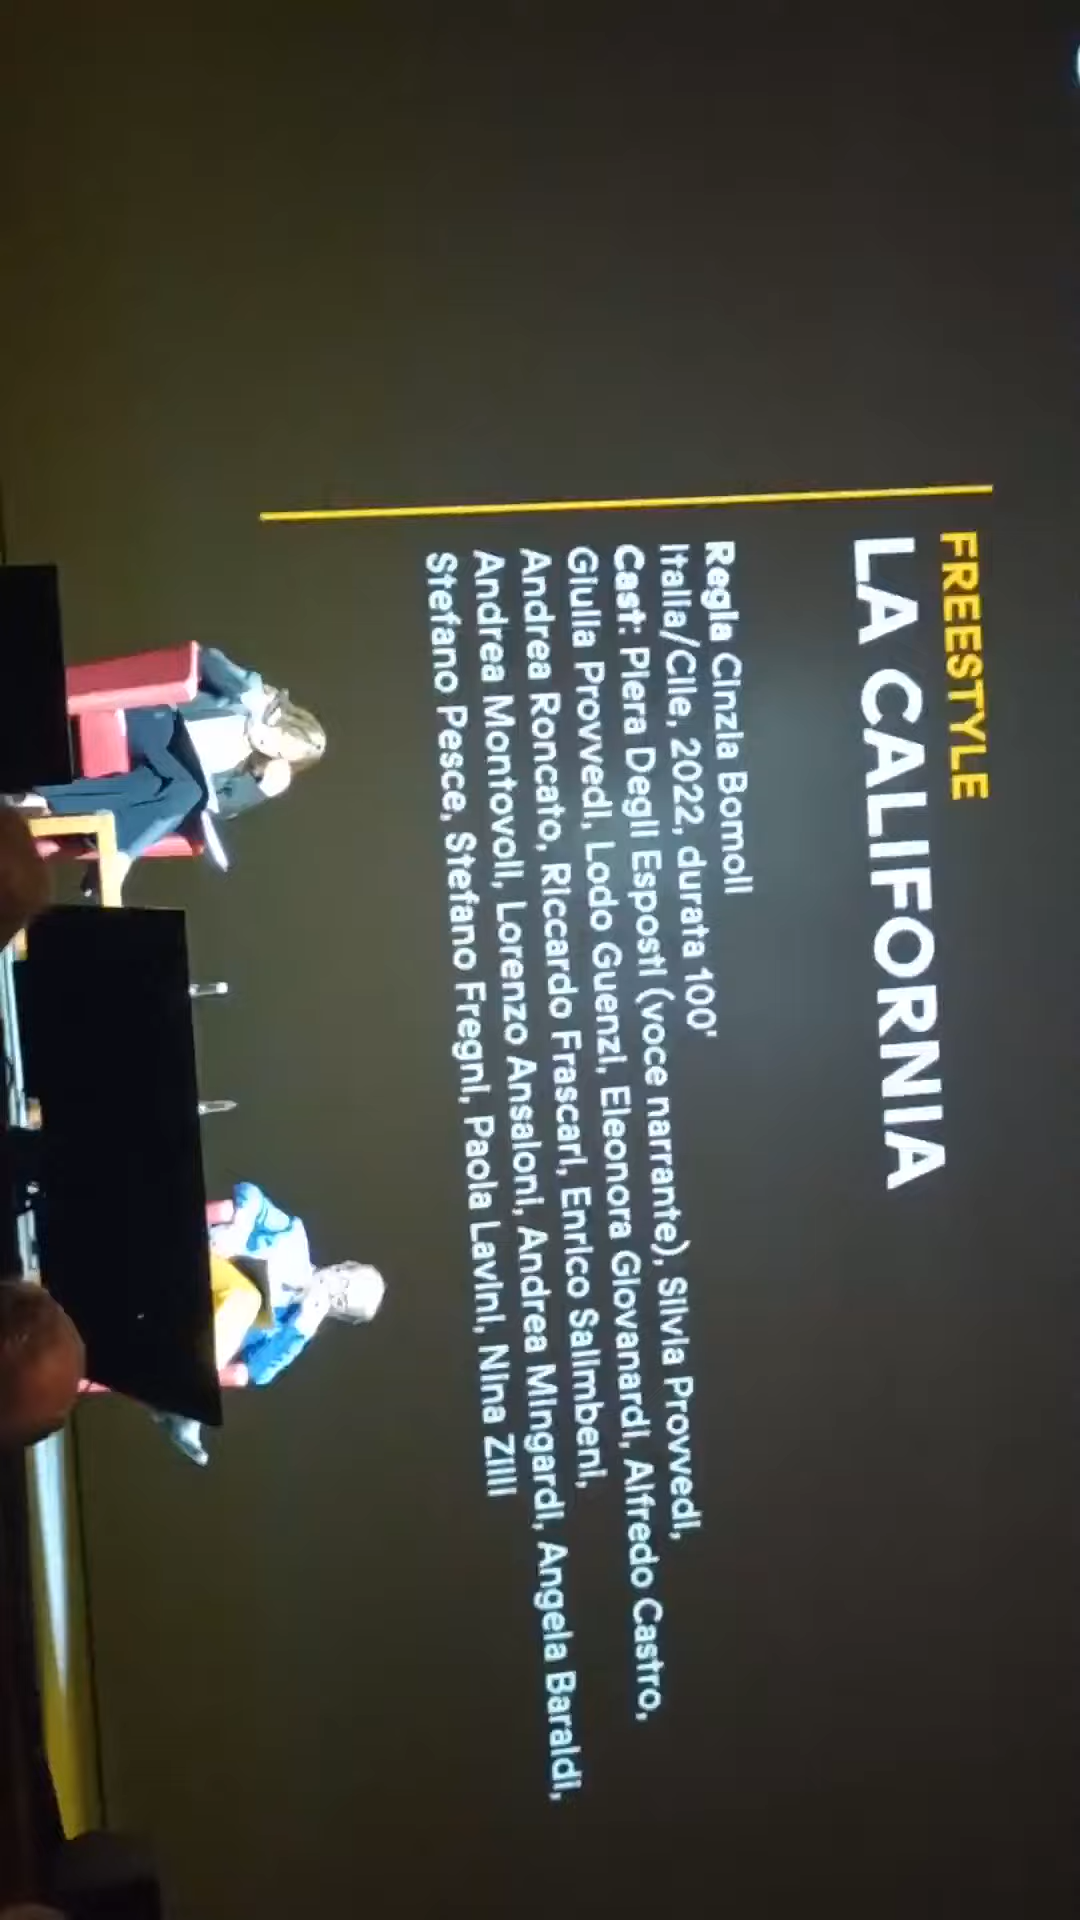 FREESTYLE
LA CALIFORNIA
Regia Cinzia Bomoll
Italia/Cile, 2022, durata 100'
Cast: Piera Degli Esposti (voce narrante), Silvia Provvedi,
Giulia Provvedi, Lodo Guenzi, Eleonora Giovanardi, Alfredo Castro,
Andrea Roncato, Riccardo Frascari, Enrico Salimbeni,
Andrea Montovoli, Lorenzo Ansaloni, Andrea Mingardi, Angela Baraldi,
Stefano Pesce, Stefano Fregni, Paola Lavini, Nina Zilli